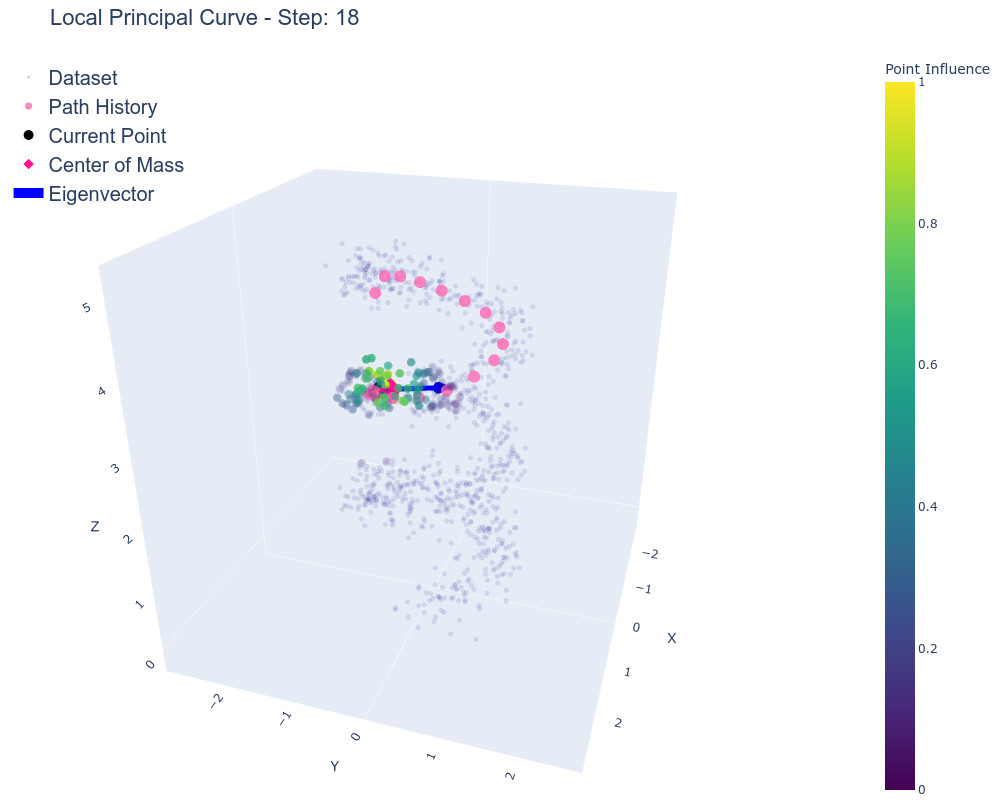 Local Principal Curve - Step: 18
Dataset
Path History
Current Point
Center of Mass
Eigenvector
Point Influence
1
0.8
0.6
0.4
0.2
0
5
4
3
2
1
0
Z
−2
−1
0
1
2
Y
−2
−1
0
1
2
X